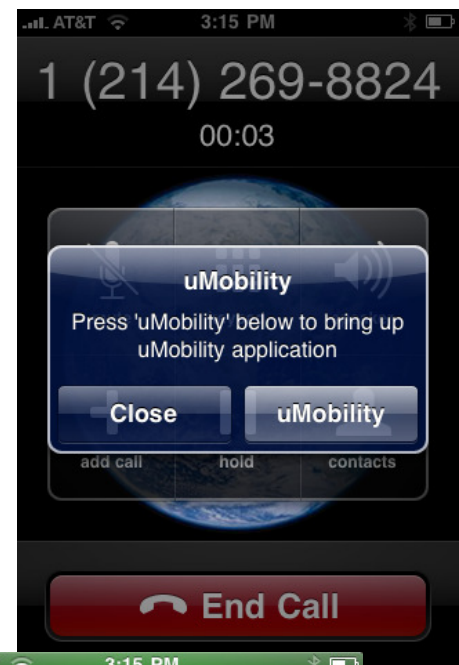 AT&T 3:15 PM
1 (214) 269-8824
00:03
uMobility
Press 'uMobility' below to bring up
uMobility application
Close uMobility
add call hold contacts
End Call
3:15 PM